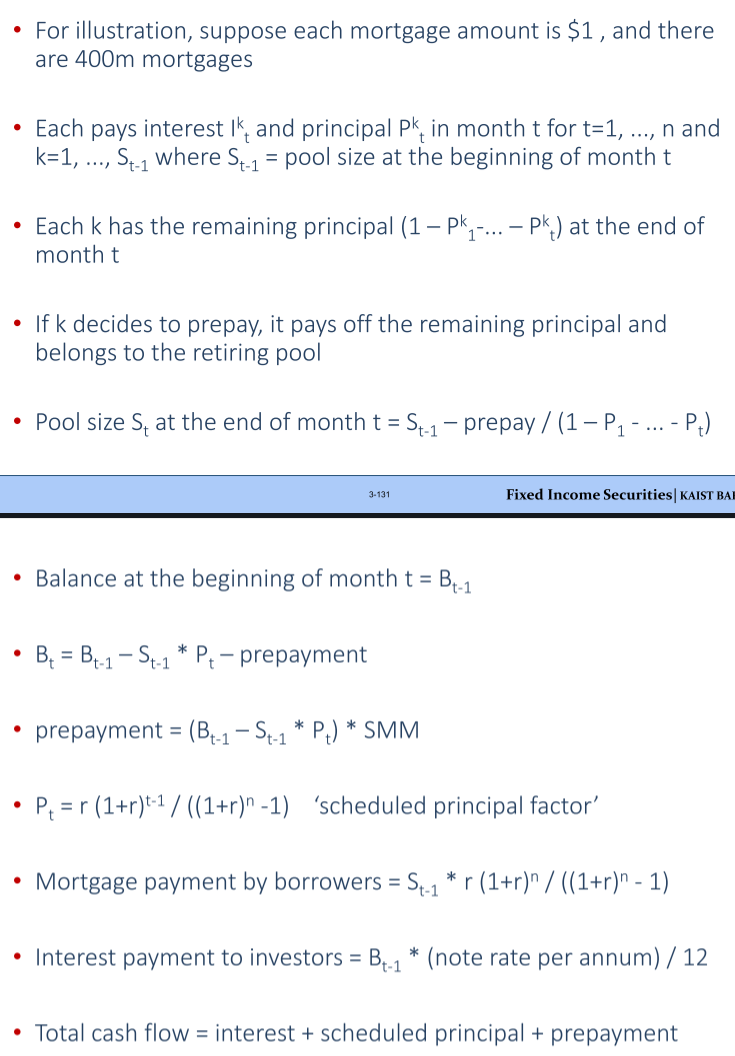 • For illustration, suppose each mortgage amount is $1 , and there
are 400m mortgages
• Each pays interest Iᵏₜ and principal Pᵏₜ in month t for t=1, ..., n and
k=1, ..., Sₜ₋₁ where Sₜ₋₁ = pool size at the beginning of month t
• Each k has the remaining principal (1 – Pᵏ₁-... – Pᵏₜ) at the end of
month t
• If k decides to prepay, it pays off the remaining principal and
belongs to the retiring pool
• Pool size Sₜ at the end of month t = Sₜ₋₁ – prepay / (1 – P₁ - ... - Pₜ)
3-131
Fixed Income Securities| KAIST
• Balance at the beginning of month t = Bₜ₋₁
• Bₜ = Bₜ₋₁ – Sₜ₋₁ * Pₜ – prepayment
• prepayment = (Bₜ₋₁ – Sₜ₋₁ * Pₜ) * SMM
• Pₜ = r (1+r)ᵗ⁻¹ / ((1+r)ⁿ -1) ‘scheduled principal factor’
• Mortgage payment by borrowers = Sₜ₋₁ * r (1+r)ⁿ / ((1+r)ⁿ - 1)
• Interest payment to investors = Bₜ₋₁ * (note rate per annum) / 12
• Total cash flow = interest + scheduled principal + prepayment